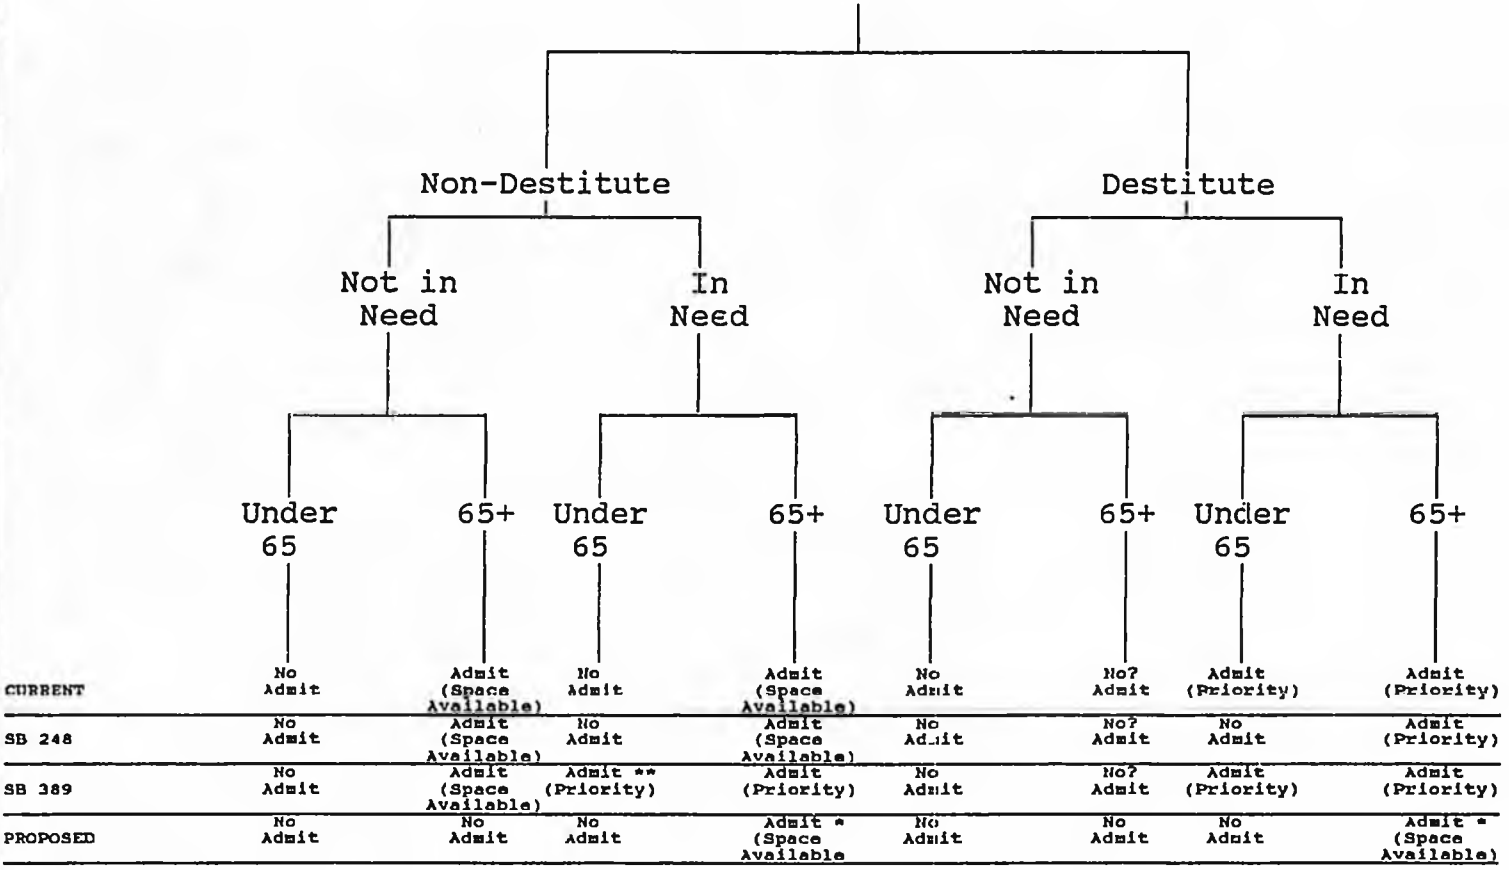 Non-Destitute Destitute
Not in In Not in In
Need Need Need Need
Under 65+ Under 65+ Under 65+ Under 65+
65 65 65 65
No Admit No Admit No No? Admit Admit
CURRENT Admit (Space Admit (Space Admit Admit (Priority) (Priority)
Available) Available)
No Admit No Admit No No? No Admit
SB 248 Admit (Space Admit (Space Admit Admit Admit (Priority)
Available) Available)
No Admit Admit ** Admit No No? Admit Admit
SB 389 Admit (Space (Priority) (Priority) Admit Admit (Priority) (Priority)
Available)
No No No Admit * No No No Admit *
PROPOSED Admit Admit Admit (Space Admit Admit Admit (Space
Available Available)